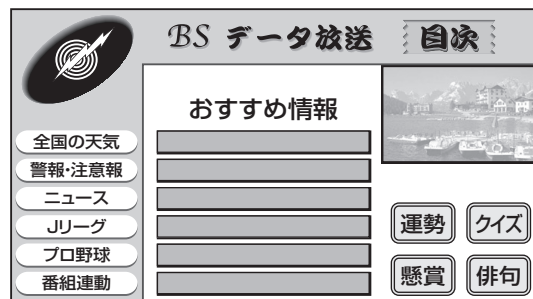 BS データ放送 目次
おすすめ情報
全国の天気
警報・注意報
ニュース
Jリーグ
プロ野球
番組連動
運勢 クイズ
懸賞 俳句